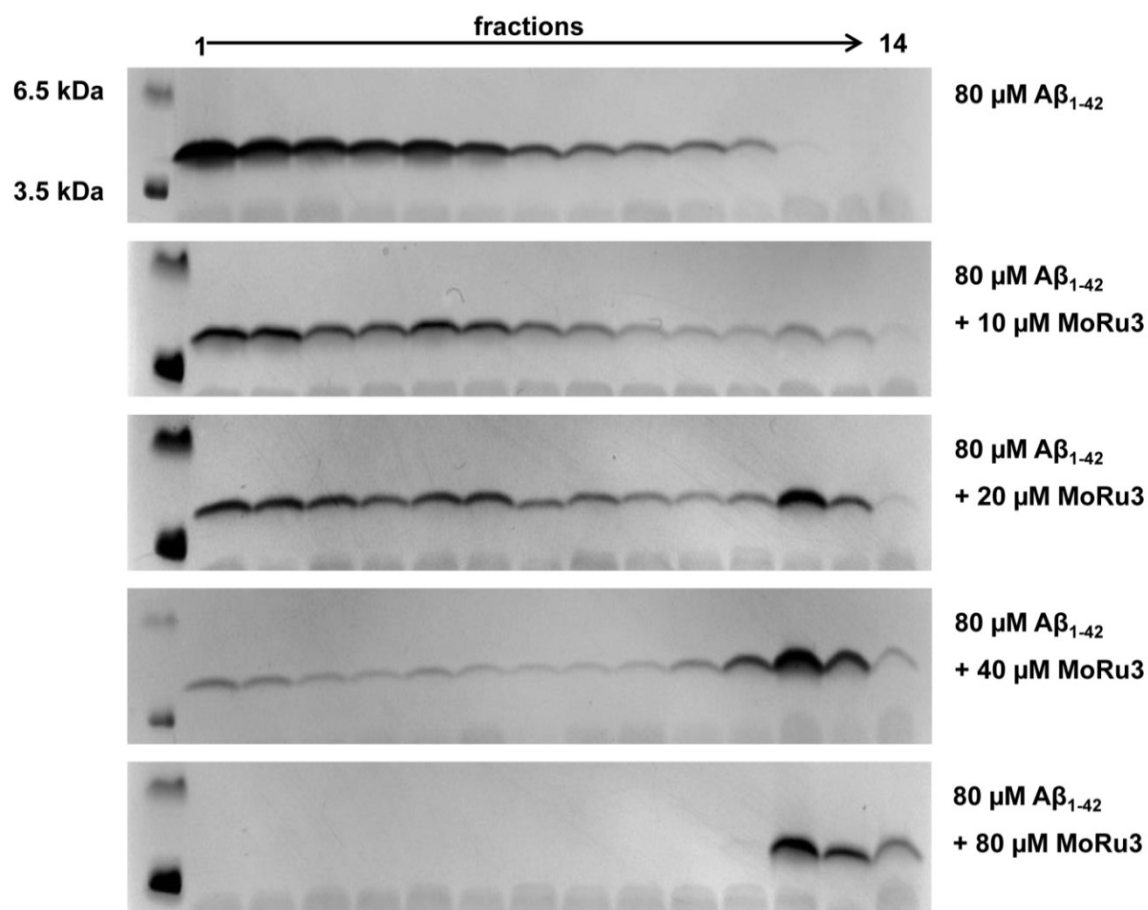 fractions
1 14
6.5 kDa
3.5 kDa
80 µM Aβ₁₋₄₂
80 µM Aβ₁₋₄₂
+ 10 µM MoRu3
80 µM Aβ₁₋₄₂
+ 20 µM MoRu3
80 µM Aβ₁₋₄₂
+ 40 µM MoRu3
80 µM Aβ₁₋₄₂
+ 80 µM MoRu3